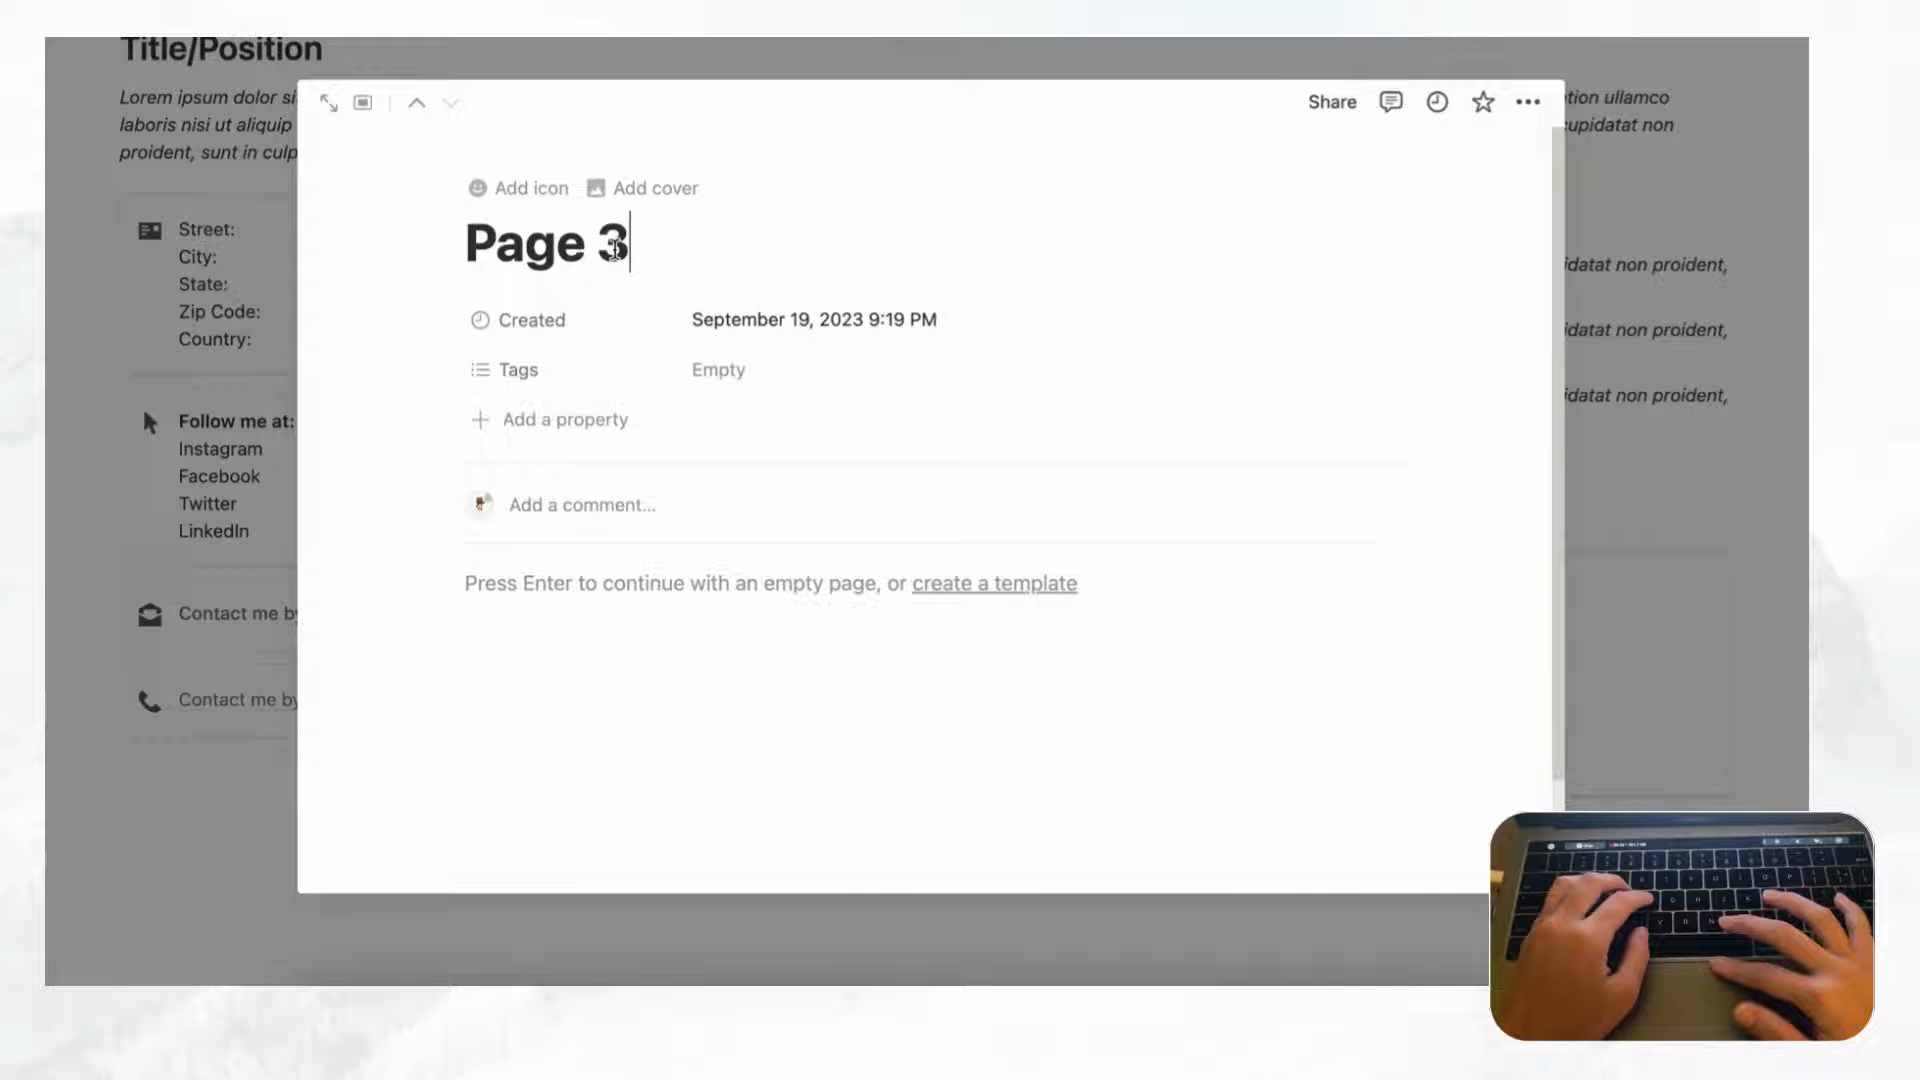 Title/Position
Lorem ipsum dolor si
tion ullamco
laboris nisi ut aliquip
cupidatat non
proident, sunt in culp
Street:
City:
State:
Zip Code:
Country:
Follow me at:
Instagram
Facebook
Twitter
LinkedIn
Contact me by
Contact me by
Share
Add icon
Add cover
Page 3
Created
September 19, 2023 9:19 PM
Tags
Empty
Add a property
Add a comment...
Press Enter to continue with an empty page, or create a template
idatat non proident,
idatat non proident,
idatat non proident,